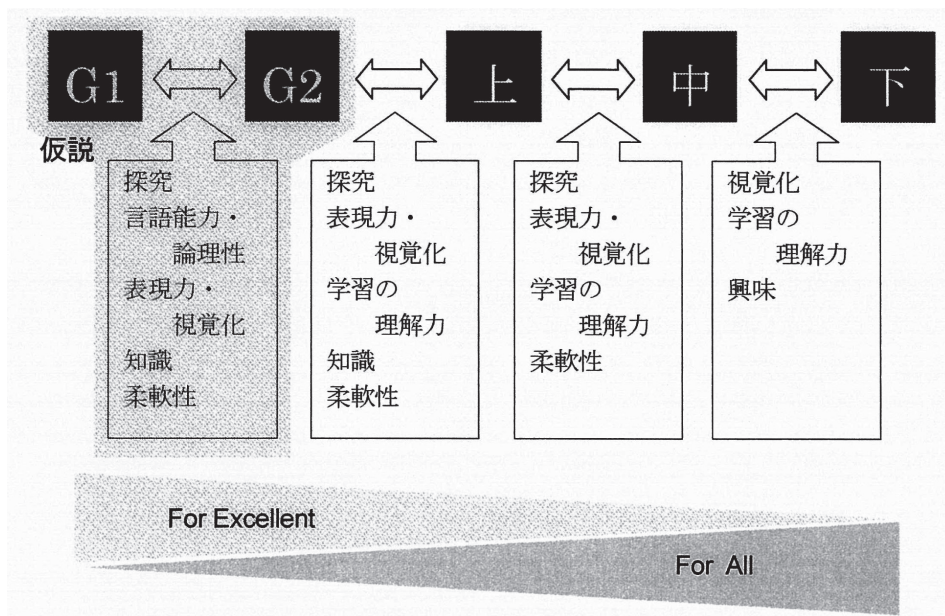 G1
G2
上
中
下
仮説
探究
言語能力・
論理性
表現力・
視覚化
知識
柔軟性
探究
表現力・
視覚化
学習の
理解力
知識
柔軟性
探究
表現力・
視覚化
学習の
理解力
柔軟性
視覚化
学習の
理解力
興味
For Excellent
For All